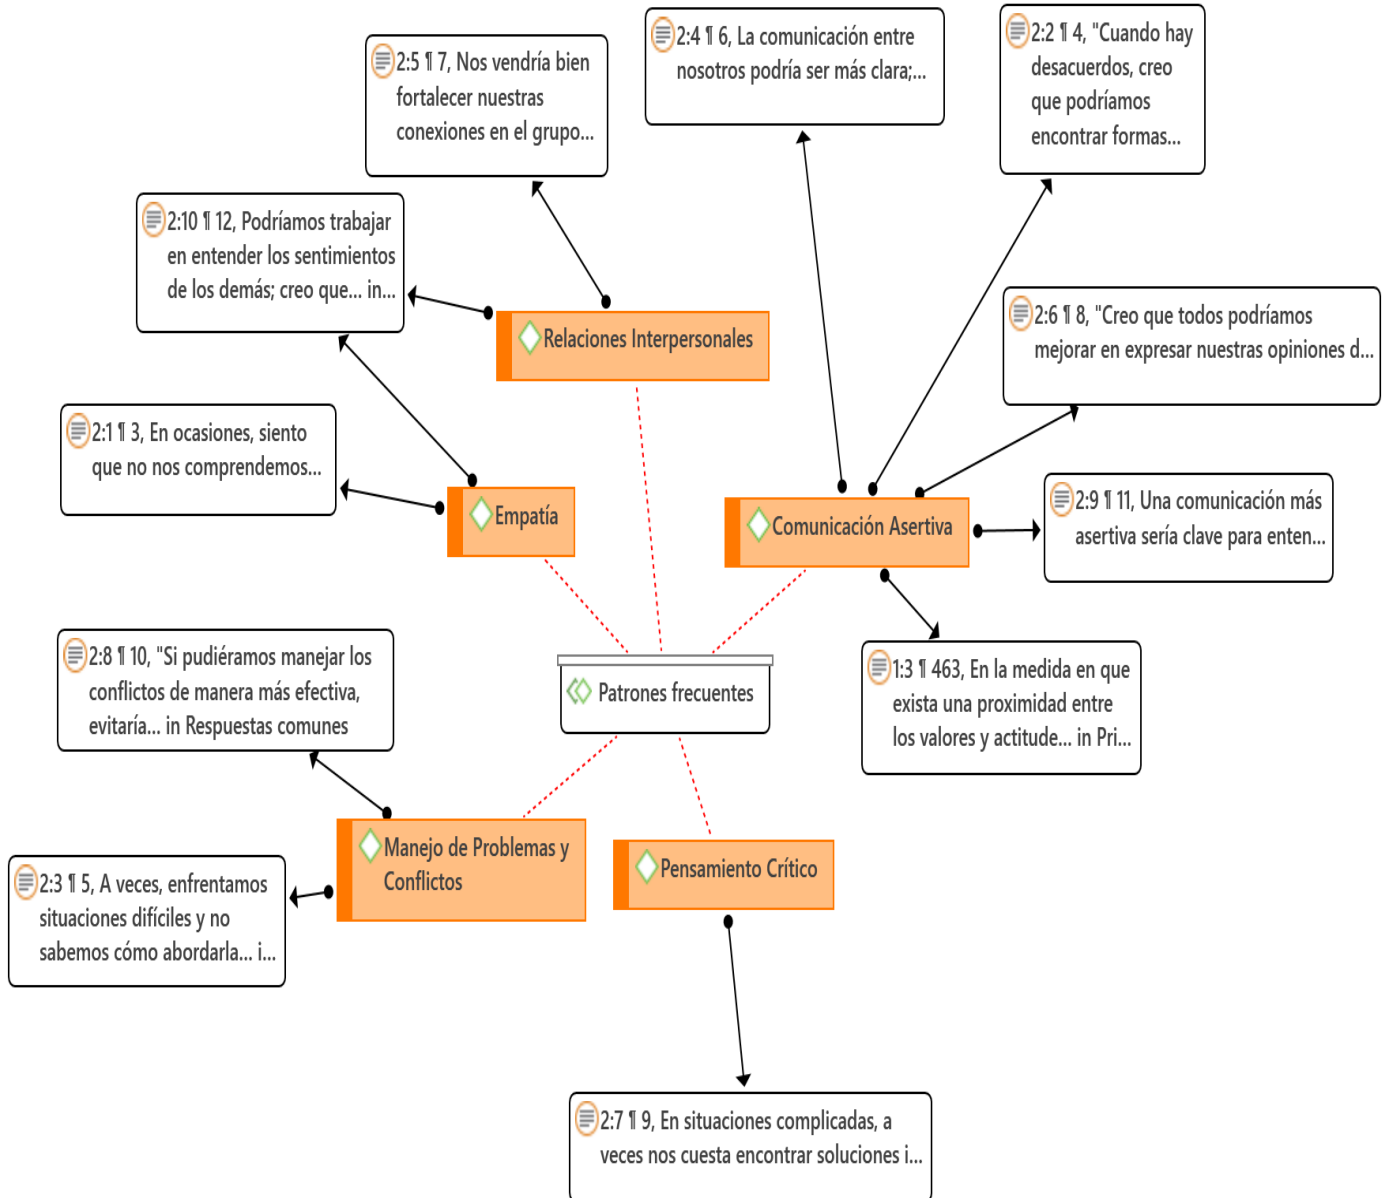 2:4 ¶ 6, La comunicación entre
nosotros podría ser más clara;...
2:2 ¶ 4, "Cuando hay
desacuerdos, creo
que podríamos
encontrar formas...
2:5 ¶ 7, Nos vendría bien
fortalecer nuestras
conexiones en el grupo...
2:10 ¶ 12, Podríamos trabajar
en entender los sentimientos
de los demás; creo que... in...
2:6 ¶ 8, "Creo que todos podríamos
mejorar en expresar nuestras opiniones d...
Relaciones Interpersonales
2:1 ¶ 3, En ocasiones, siento
que no nos comprendemos...
Empatía
Comunicación Asertiva
2:9 ¶ 11, Una comunicación más
asertiva sería clave para enten...
2:8 ¶ 10, "Si pudiéramos manejar los
conflictos de manera más efectiva,
evitaría... in Respuestas comunes
Patrones frecuentes
1:3 ¶ 463, En la medida en que
exista una proximidad entre
los valores y actitude... in Pri...
Manejo de Problemas y
Conflictos
Pensamiento Crítico
2:3 ¶ 5, A veces, enfrentamos
situaciones difíciles y no
sabemos cómo abordarla... i...
2:7 ¶ 9, En situaciones complicadas, a
veces nos cuesta encontrar soluciones i...